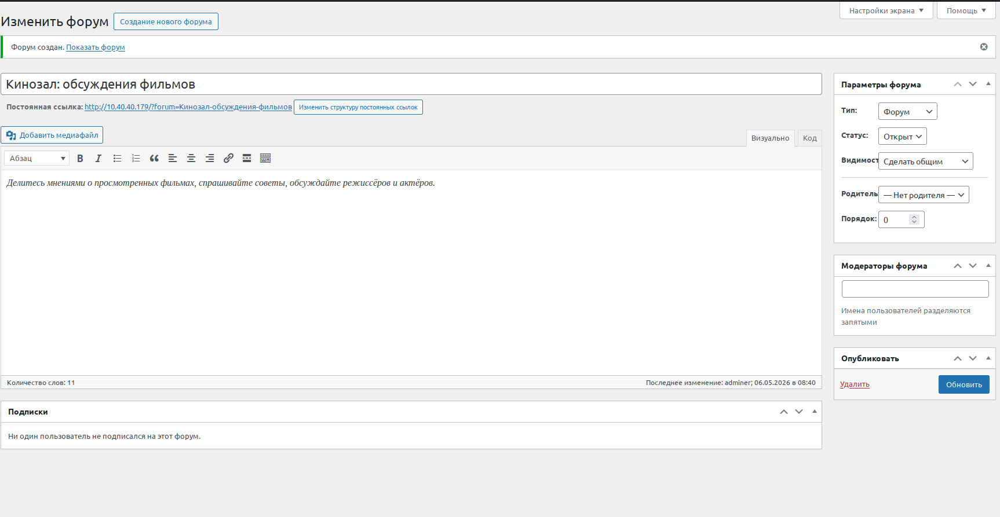 Настройки экрана
Помощь
Изменить форум
Создание нового форума
Форум создан. Показать форум
Кинозал: обсуждения фильмов
Постоянная ссылка: http://10.40.40.179/?forum=Кинозал-обсуждения-фильмов
Изменить структуру постоянных ссылок
Добавить медиафайл
Визуально
Код
Абзац
Делитесь мнениями о просмотренных фильмах, спрашивайте советы, обсуждайте режиссёров и актёров.
Количество слов: 11
Последнее изменение: adminer; 06.05.2026 в 08:40
Подписки
Ни один пользователь не подписался на этот форум.
Параметры форума
Тип: Форум
Статус: Открыт
Видимост Сделать общим
Родитель: — Нет родителя —
Порядок: 0
Модераторы форума
Имена пользователей разделяются
запятыми
Опубликовать
Удалить
Обновить